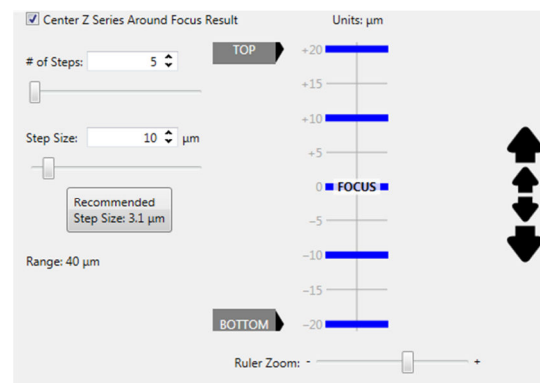 Center Z Series Around Focus Result
Units: µm
# of Steps: 5
Step Size: 10 µm
Recommended
Step Size: 3.1 µm
Range: 40 µm
TOP
+20
+15
+10
+5
0 FOCUS
−5
−10
−15
BOTTOM
−20
Ruler Zoom: - +